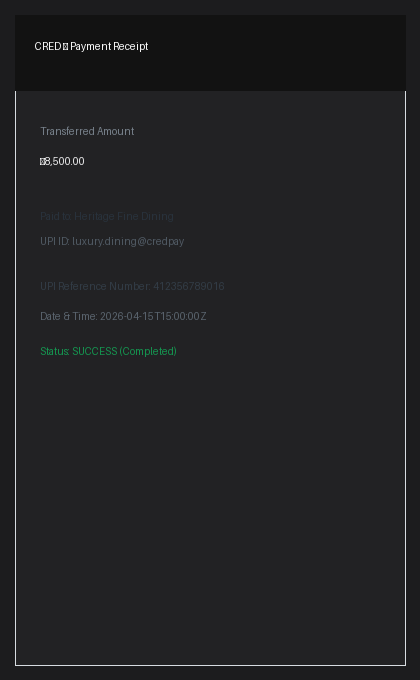 CRED ▯ Payment Receipt
Transferred Amount
▯8,500.00
Paid to: Heritage Fine Dining
UPI ID: luxury.dining@credpay
UPI Reference Number: 412356789016
Date & Time: 2026-04-15T15:00:00Z
Status: SUCCESS (Completed)